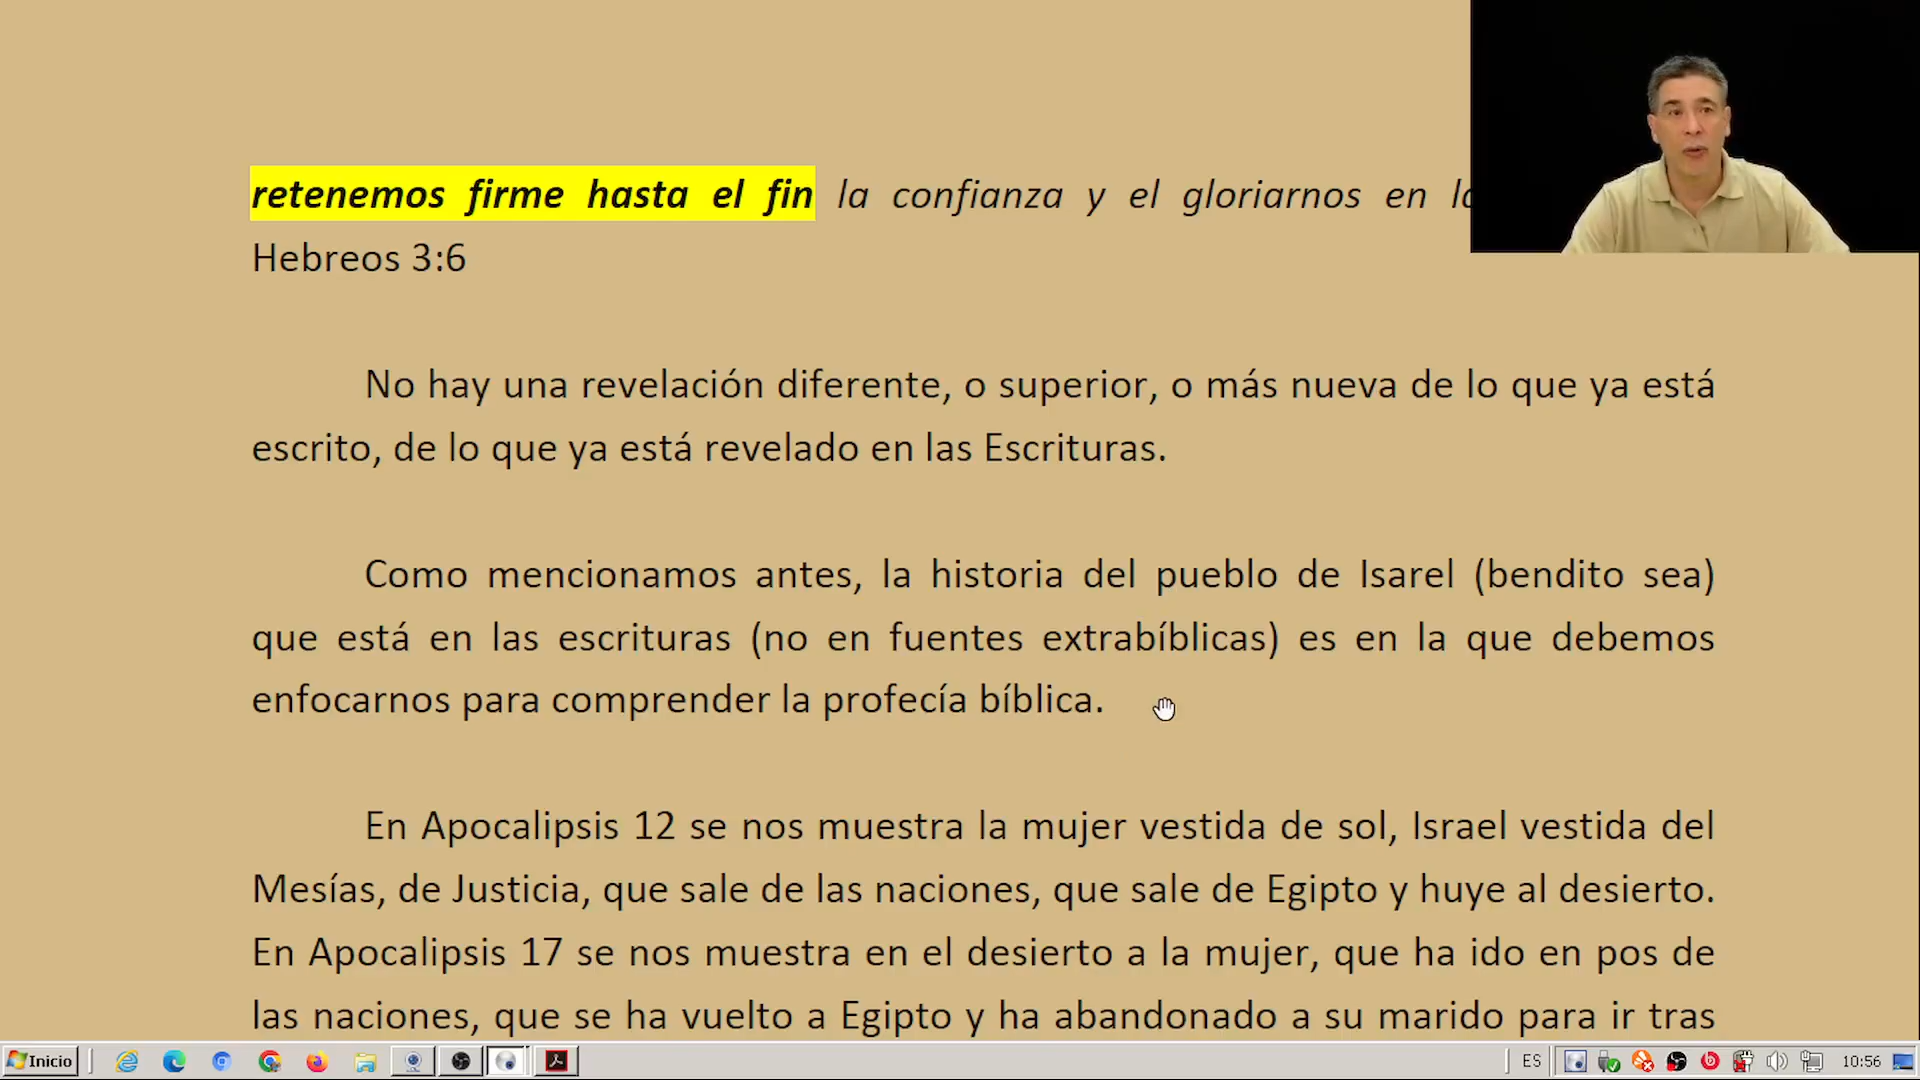 retenemos firme hasta el fin la confianza y el gloriarnos en
Hebreos 3:6
No hay una revelación diferente, o superior, o más nueva de lo que ya está
escrito, de lo que ya está revelado en las Escrituras.
Como mencionamos antes, la historia del pueblo de Isarel (bendito sea)
que está en las escrituras (no en fuentes extrabíblicas) es en la que debemos
enfocarnos para comprender la profecía bíblica.
En Apocalipsis 12 se nos muestra la mujer vestida de sol, Israel vestida del
Mesías, de Justicia, que sale de las naciones, que sale de Egipto y huye al desierto.
En Apocalipsis 17 se nos muestra en el desierto a la mujer, que ha ido en pos de
las naciones, que se ha vuelto a Egipto y ha abandonado a su marido para ir tras
Inicio ES 10:56